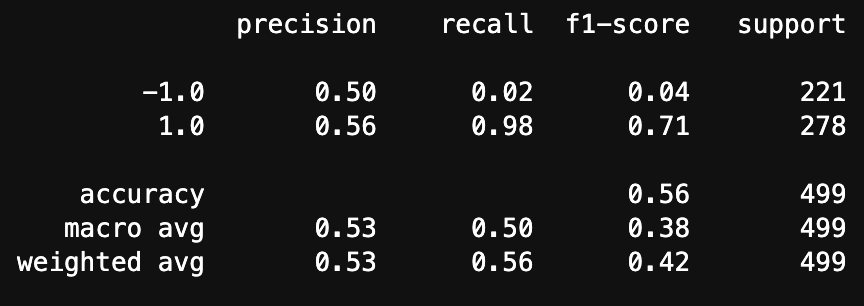 precision recall f1-score support
-1.0 0.50 0.02 0.04 221
1.0 0.56 0.98 0.71 278
accuracy 0.56 499
macro avg 0.53 0.50 0.38 499
weighted avg 0.53 0.56 0.42 499